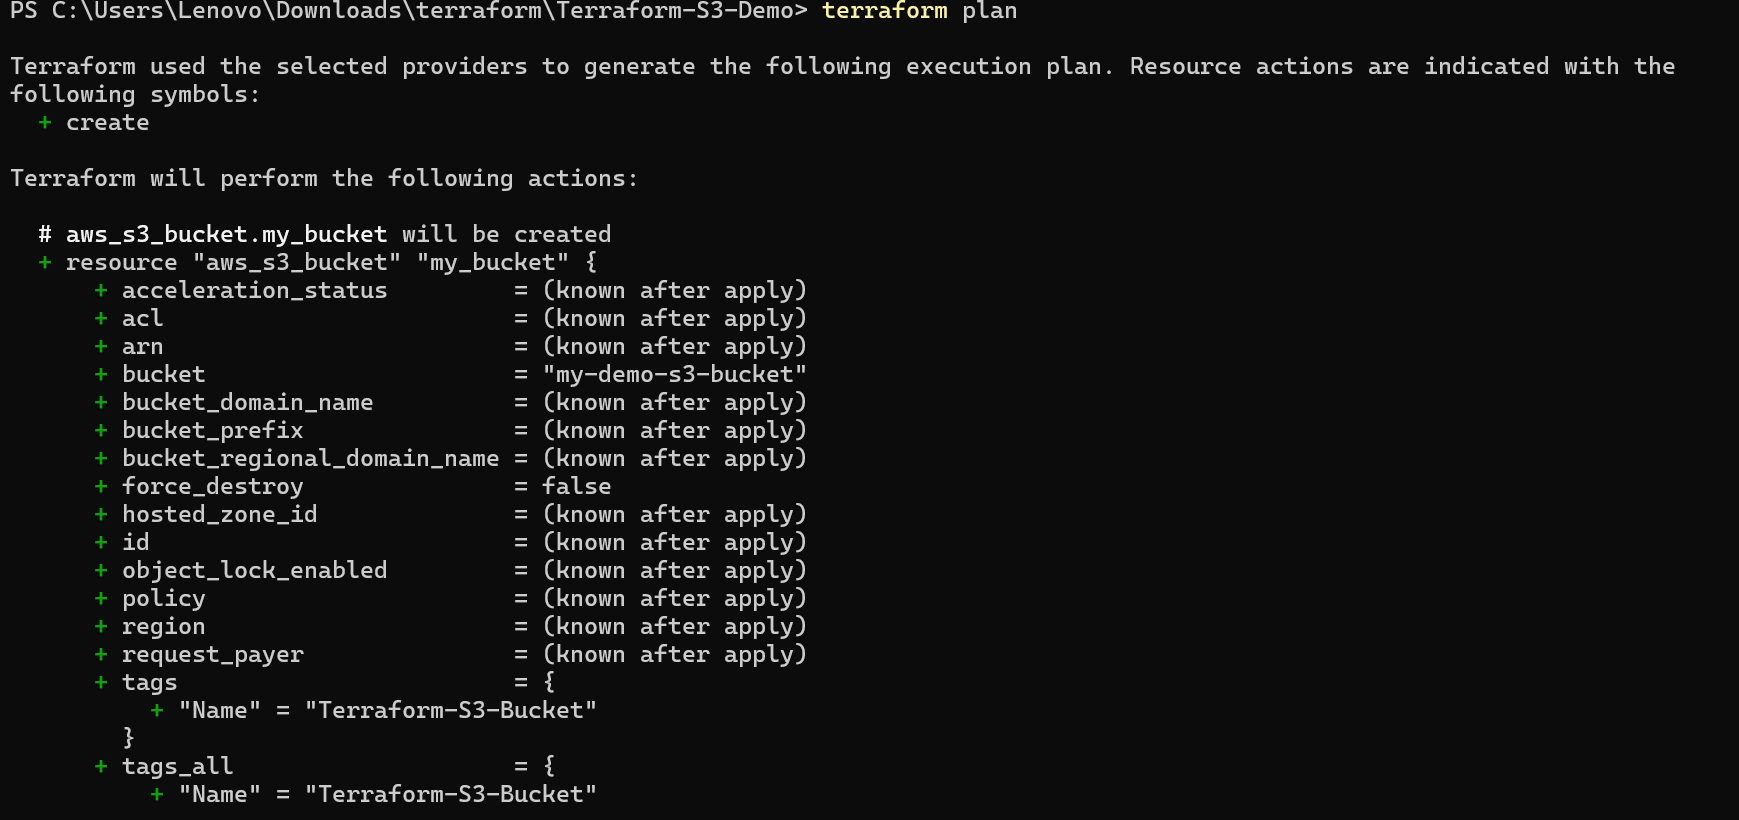 PS C:\Users\Lenovo\Downloads\terraform\Terraform-S3-Demo> terraform plan
Terraform used the selected providers to generate the following execution plan. Resource actions are indicated with the
following symbols:
  + create
Terraform will perform the following actions:
  # aws_s3_bucket.my_bucket will be created
  + resource "aws_s3_bucket" "my_bucket" {
      + acceleration_status         = (known after apply)
      + acl                         = (known after apply)
      + arn                         = (known after apply)
      + bucket                      = "my-demo-s3-bucket"
      + bucket_domain_name          = (known after apply)
      + bucket_prefix               = (known after apply)
      + bucket_regional_domain_name = (known after apply)
      + force_destroy               = false
      + hosted_zone_id              = (known after apply)
      + id                          = (known after apply)
      + object_lock_enabled         = (known after apply)
      + policy                      = (known after apply)
      + region                      = (known after apply)
      + request_payer               = (known after apply)
      + tags                        = {
          + "Name" = "Terraform-S3-Bucket"
        }
      + tags_all                    = {
          + "Name" = "Terraform-S3-Bucket"